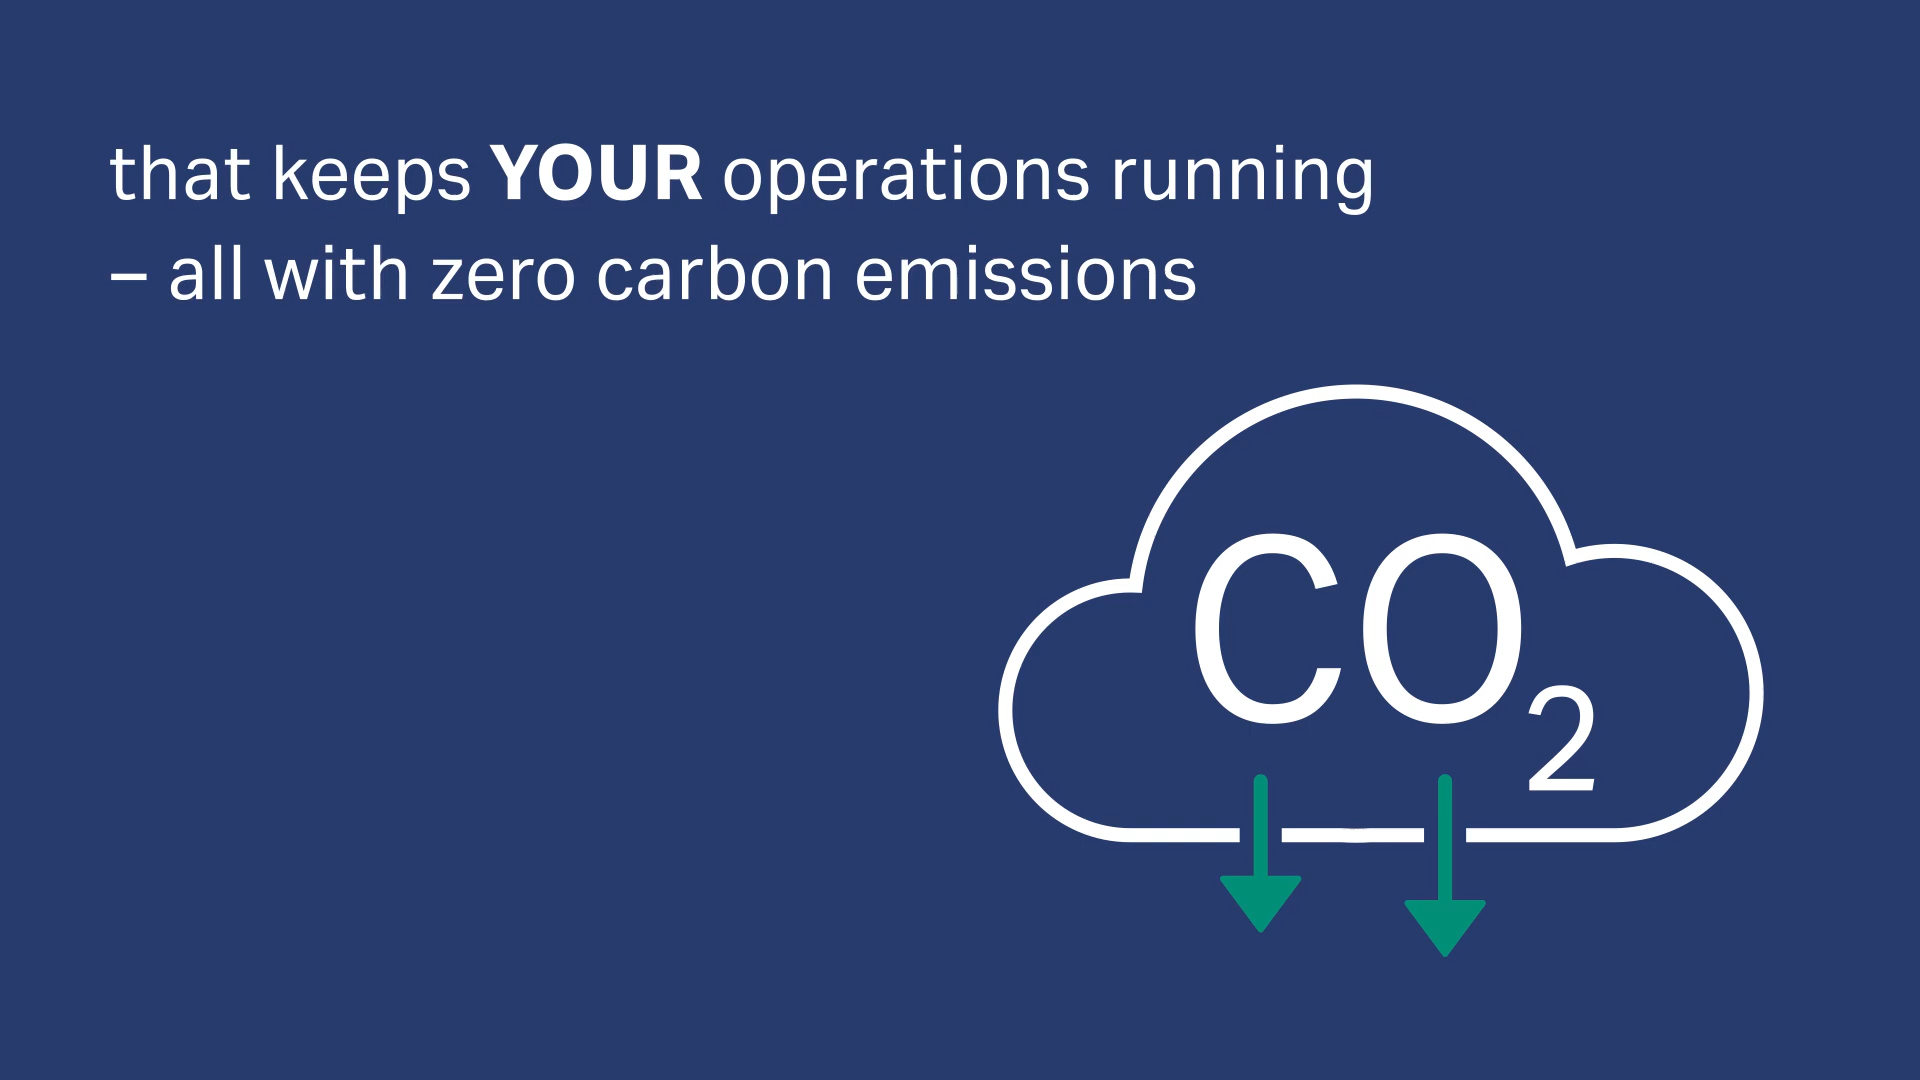 that keeps YOUR operations running
– all with zero carbon emissions
CO₂